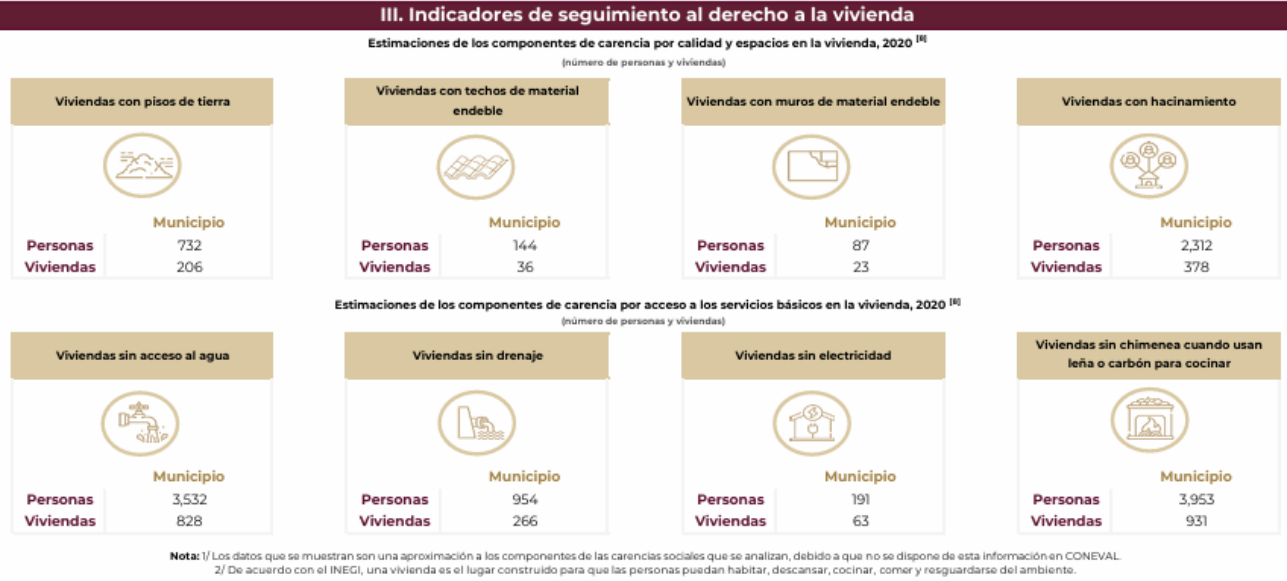 III. Indicadores de seguimiento al derecho a la vivienda
Estimaciones de los componentes de carencia por calidad y espacios en la vivienda, 2020 [8]
(número de personas y viviendas)
Viviendas con pisos de tierra
Municipio
Personas 732
Viviendas 206
Viviendas con techos de material
endeble
Municipio
Personas 144
Viviendas 36
Viviendas con muros de material endeble
Municipio
Personas 87
Viviendas 23
Viviendas con hacinamiento
Municipio
Personas 2,312
Viviendas 378
Estimaciones de los componentes de carencia por acceso a los servicios básicos en la vivienda, 2020 [8]
(número de personas y viviendas)
Viviendas sin acceso al agua
Municipio
Personas 3,532
Viviendas 828
Viviendas sin drenaje
Municipio
Personas 954
Viviendas 266
Viviendas sin electricidad
Municipio
Personas 191
Viviendas 63
Viviendas sin chimenea cuando usan
leña o carbón para cocinar
Municipio
Personas 3,953
Viviendas 931
Nota: 1/ Los datos que se muestran son una aproximación a los componentes de las carencias sociales que se analizan, debido a que no se dispone de esta información en CONEVAL.
2/ De acuerdo con el INEGI, una vivienda es el lugar construido para que las personas puedan habitar, descansar, cocinar, comer y resguardarse del ambiente.